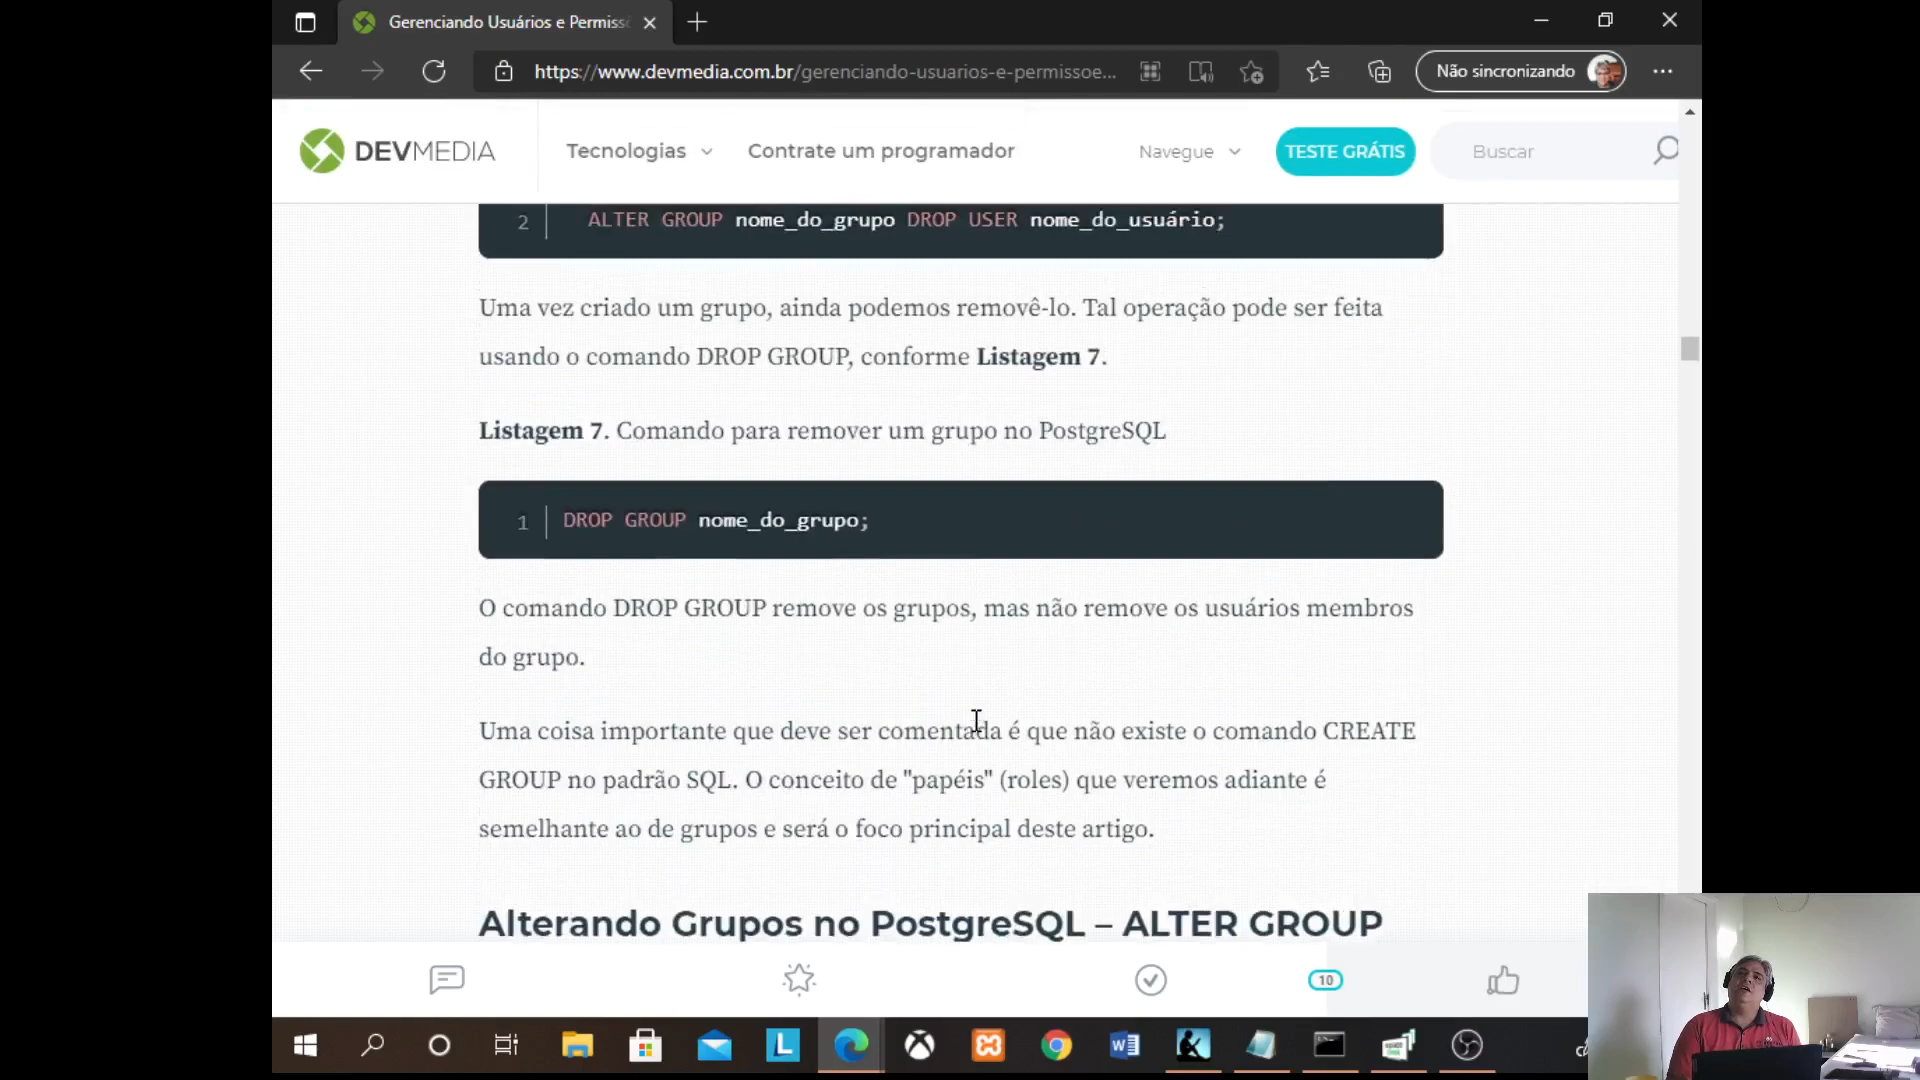 Gerenciando Usuários e Permiss
https://www.devmedia.com.br/gerenciando-usuarios-e-permissoe...
Não sincronizando
DEVMEDIA
Tecnologias
Contrate um programador
Navegue
TESTE GRÁTIS
Buscar
2 ALTER GROUP nome_do_grupo DROP USER nome_do_usuário;
Uma vez criado um grupo, ainda podemos removê-lo. Tal operação pode ser feita
usando o comando DROP GROUP, conforme Listagem 7.
Listagem 7. Comando para remover um grupo no PostgreSQL
1 DROP GROUP nome_do_grupo;
O comando DROP GROUP remove os grupos, mas não remove os usuários membros
do grupo.
Uma coisa importante que deve ser comentada é que não existe o comando CREATE
GROUP no padrão SQL. O conceito de "papéis" (roles) que veremos adiante é
semelhante ao de grupos e será o foco principal deste artigo.
Alterando Grupos no PostgreSQL – ALTER GROUP
10
L